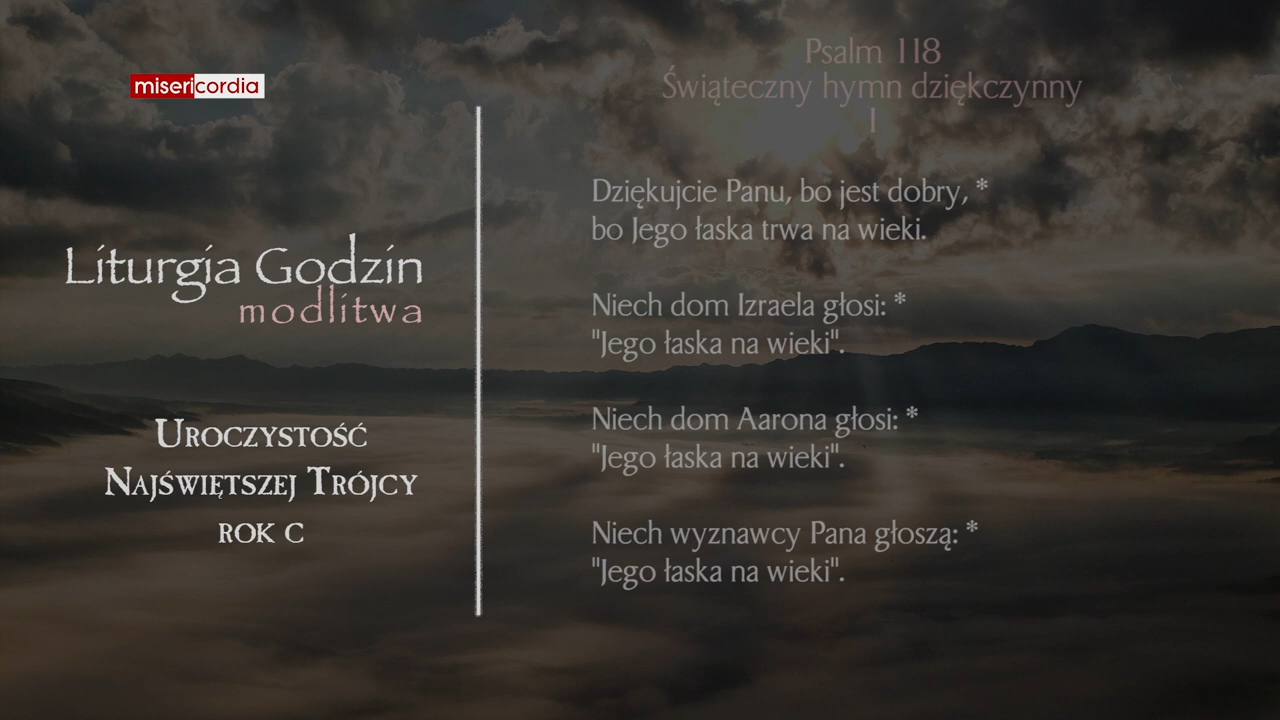 misericordia
Liturgia Godzin
modlitwa
Uroczystość
Najświętszej Trójcy
rok C
Psalm 118
Świąteczny hymn dziękczynny
I
Dziękujcie Panu, bo jest dobry, *
bo Jego łaska trwa na wieki.
Niech dom Izraela głosi: *
"Jego łaska na wieki".
Niech dom Aarona głosi: *
"Jego łaska na wieki".
Niech wyznawcy Pana głoszą: *
"Jego łaska na wieki".